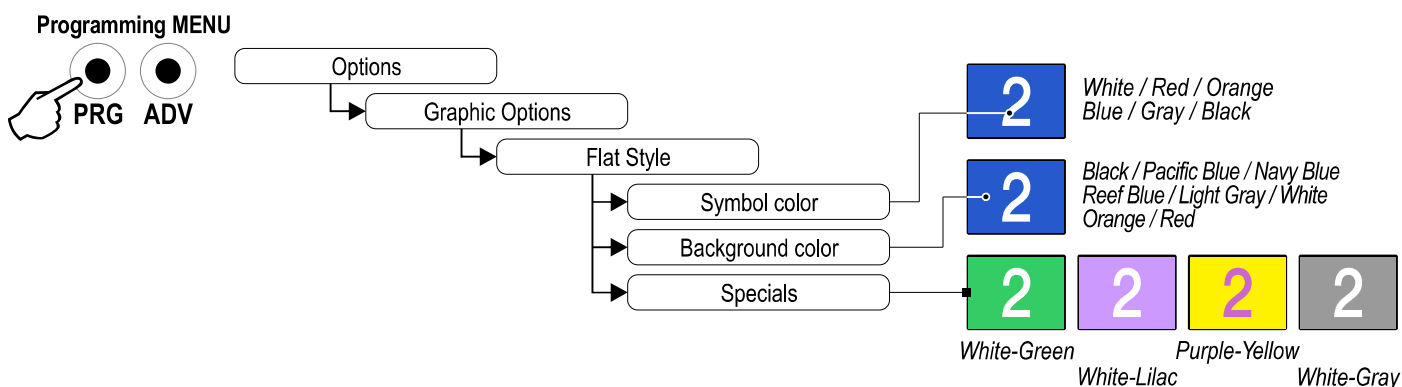 Programming MENU
PRG ADV
Options
Graphic Options
Flat Style
Symbol color
Background color
Specials
2
White / Red / Orange
Blue / Gray / Black
2
Black / Pacific Blue / Navy Blue
Reef Blue / Light Gray / White
Orange / Red
2 2 2 2
White-Green
White-Lilac
Purple-Yellow
White-Gray